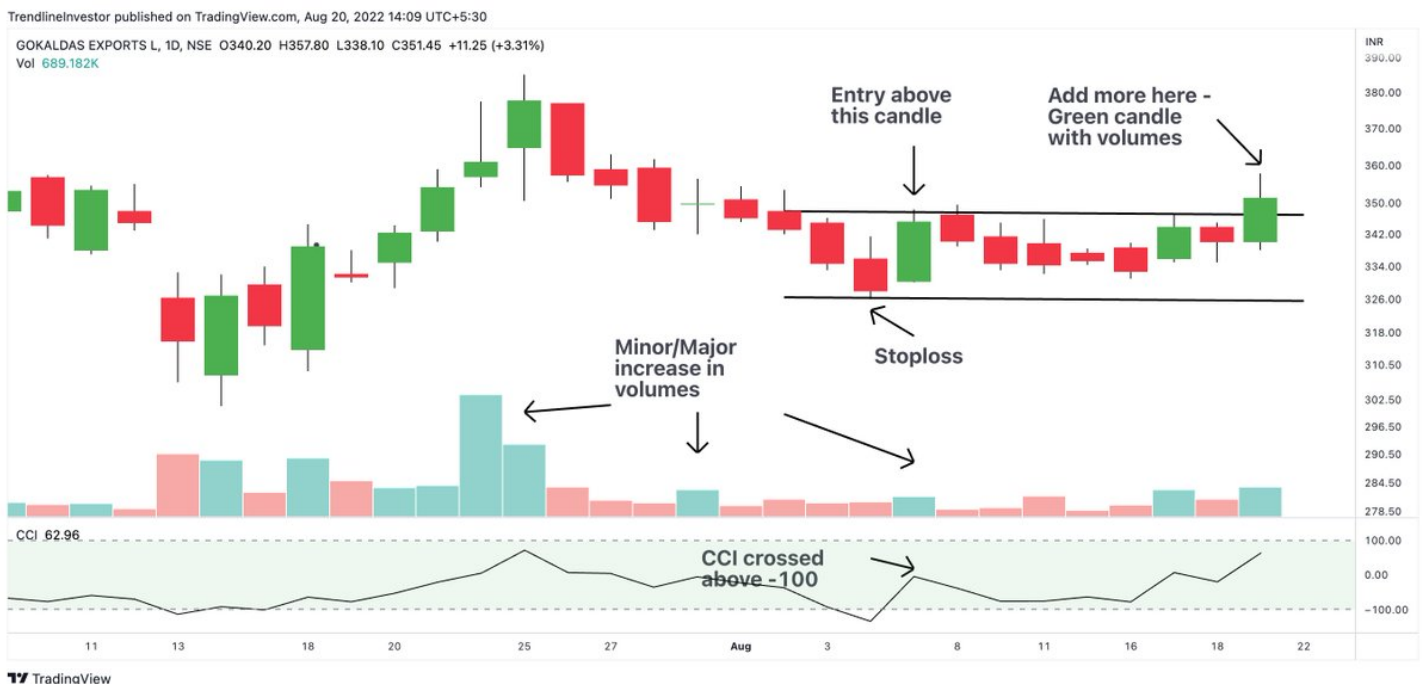 TrendlineInvestor published on TradingView.com, Aug 20, 2022 14:09 UTC+5:30
GOKALDAS EXPORTS L, 1D, NSE O340.20 H357.80 L338.10 C351.45 +11.25 (+3.31%)
Vol 689.182K
INR
390.00
380.00
370.00
360.00
350.00
342.00
334.00
326.00
318.00
310.50
302.50
296.50
290.50
284.50
278.50
Entry above
this candle
Add more here -
Green candle
with volumes
Stoploss
Minor/Major
increase in
volumes
CCI 62.96
CCI crossed
above -100
100.00
0.00
−100.00
11 13 18 20 25 27 Aug 3 8 11 16 18 22
TradingView